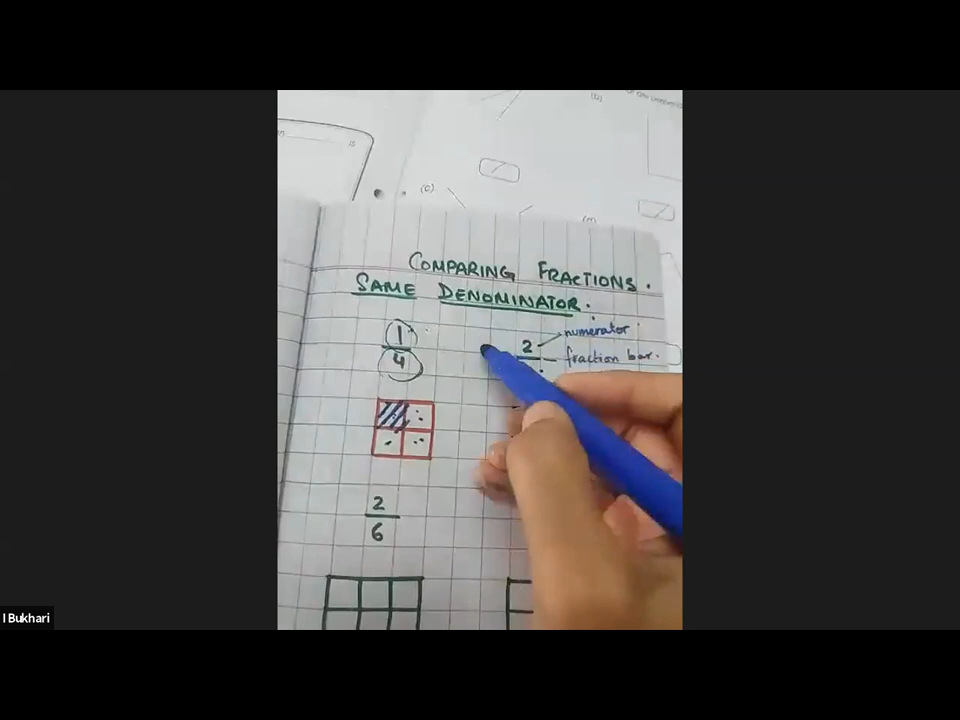 (C)
COMPARING FRACTIONS.
SAME DENOMINATOR.
1
4
2
numerator
fraction bar.
2
6
I Bukhari